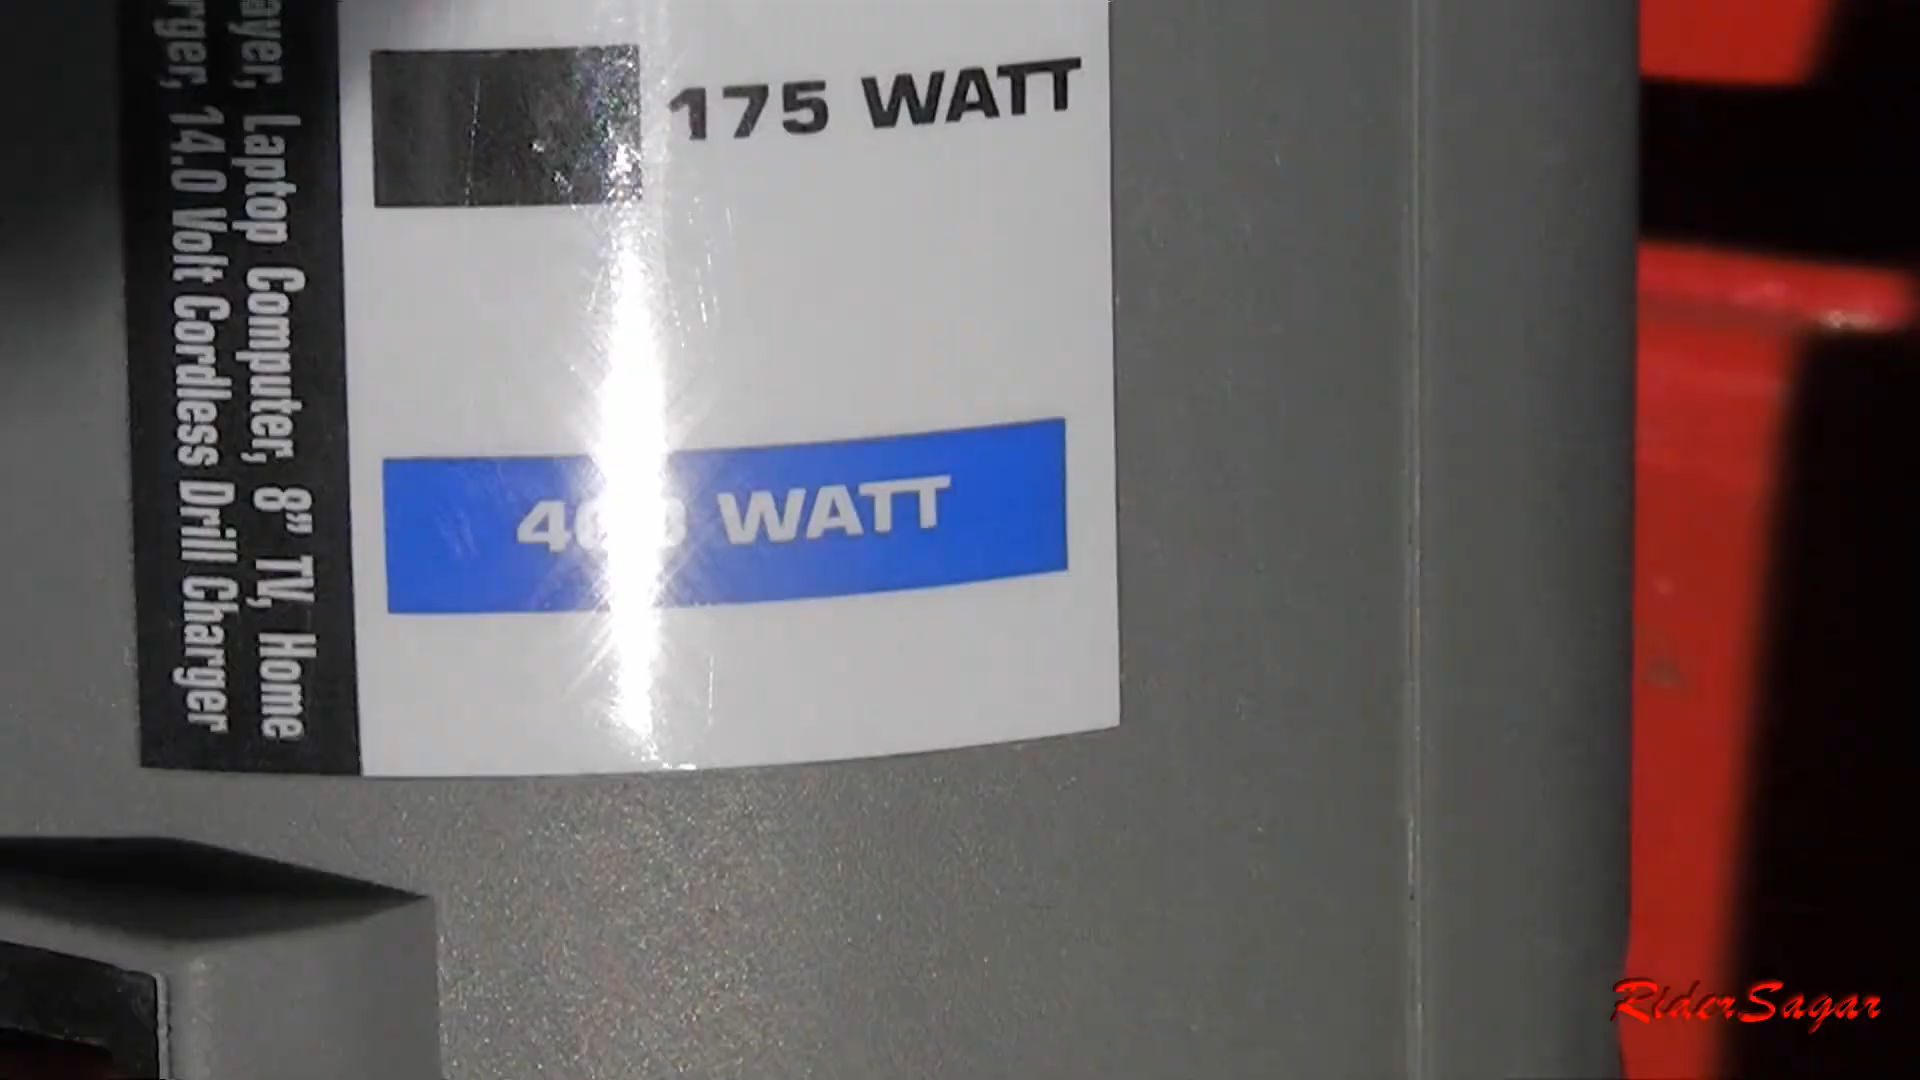 175 WATT
WATT
ayer, Laptop Computer, 8" TV, Home
rger, 14.0 Volt Cordless Drill Charger
RiderSagar